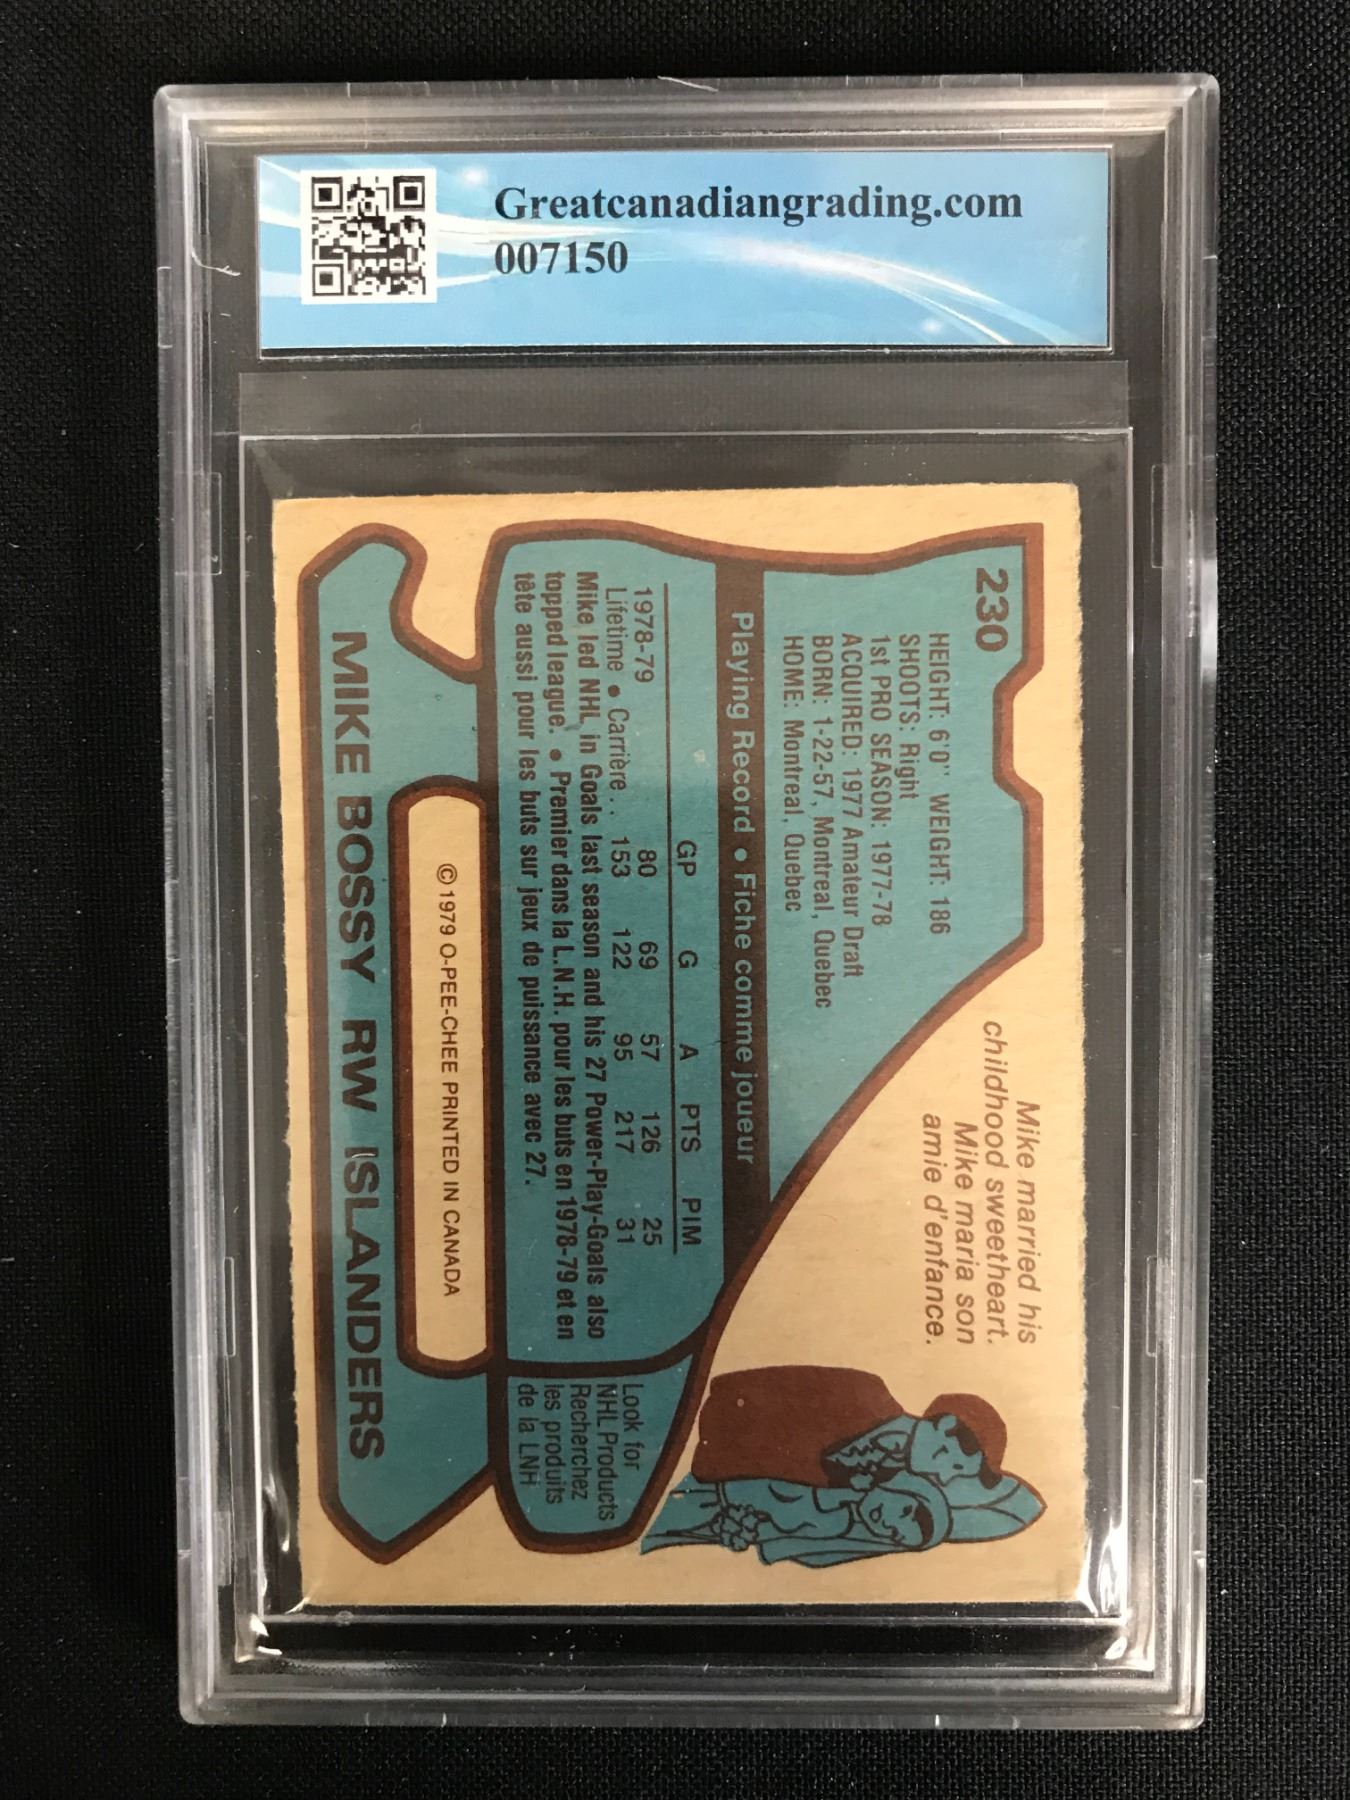 Greatcanadiangrading.com
007150
230
HEIGHT: 6'0" WEIGHT: 186
SHOOTS: Right
1st PRO SEASON: 1977-78
ACQUIRED: 1977 Amateur Draft
BORN: 1-22-57, Montreal, Quebec
HOME: Montreal, Quebec
Mike married his
childhood sweetheart.
Mike maria son
amie d'enfance.
Playing Record • Fiche comme joueur
GP G A PTS PIM
1978-79 80 69 57 126 25
Lifetime • Carrière .. 153 122 95 217 31
Mike led NHL in Goals last season and his 27 Power-Play-Goals also
topped league. • Premier dans la L.N.H. pour les buts en 1978-79 et en
tête aussi pour les buts sur jeux de puissance avec 27.
Look for
NHL Products
Recherchez
les produits
de la LNH
© 1979 O-PEE-CHEE PRINTED IN CANADA
MIKE BOSSY RW ISLANDERS